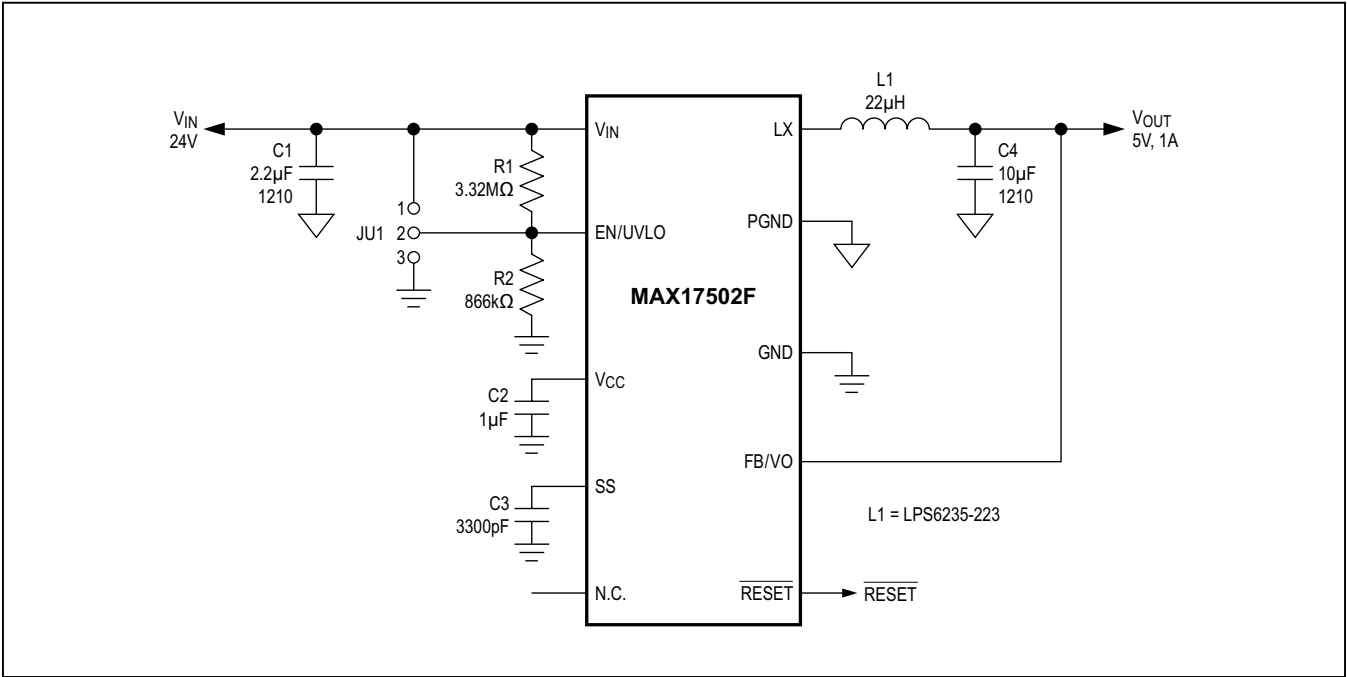 VIN
24V
C1
2.2µF
1210
JU1
1
2
3
R1
3.32MΩ
R2
866kΩ
C2
1µF
C3
3300pF
VIN
EN/UVLO
VCC
SS
N.C.
MAX17502F
LX
PGND
GND
FB/VO
RESET
RESET
L1
22µH
C4
10µF
1210
VOUT
5V, 1A
L1 = LPS6235-223